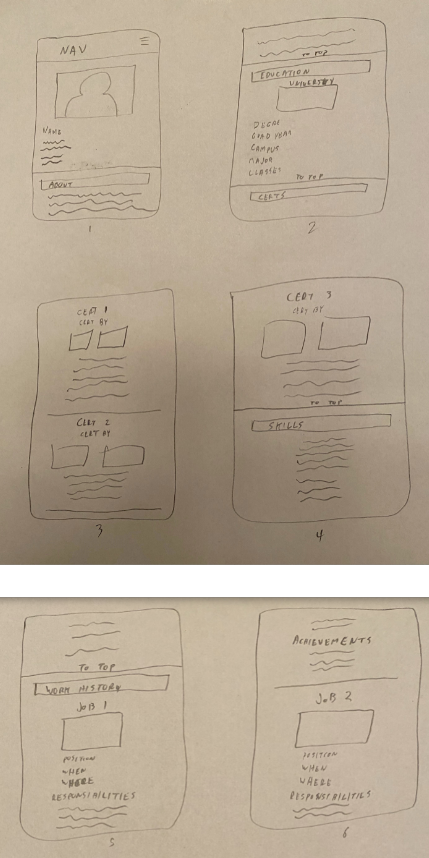 NAV
NAME
ABOUT
1
TO TOP
EDUCATION
UNIVERSITY
DEGREE
GRAD YEAR
CAMPUS
MAJOR
CLASSES
TO TOP
CERTS
2
CERT 1
CERT BY
CERT 2
CERT BY
3
CERT 3
CERT BY
TO TOP
SKILLS
4
TO TOP
WORK HISTORY
JOB 1
POSITION
WHEN
WHERE
RESPONSIBILITIES
5
ACHIEVEMENTS
JOB 2
POSITION
WHEN
WHERE
RESPONSIBILITIES
6